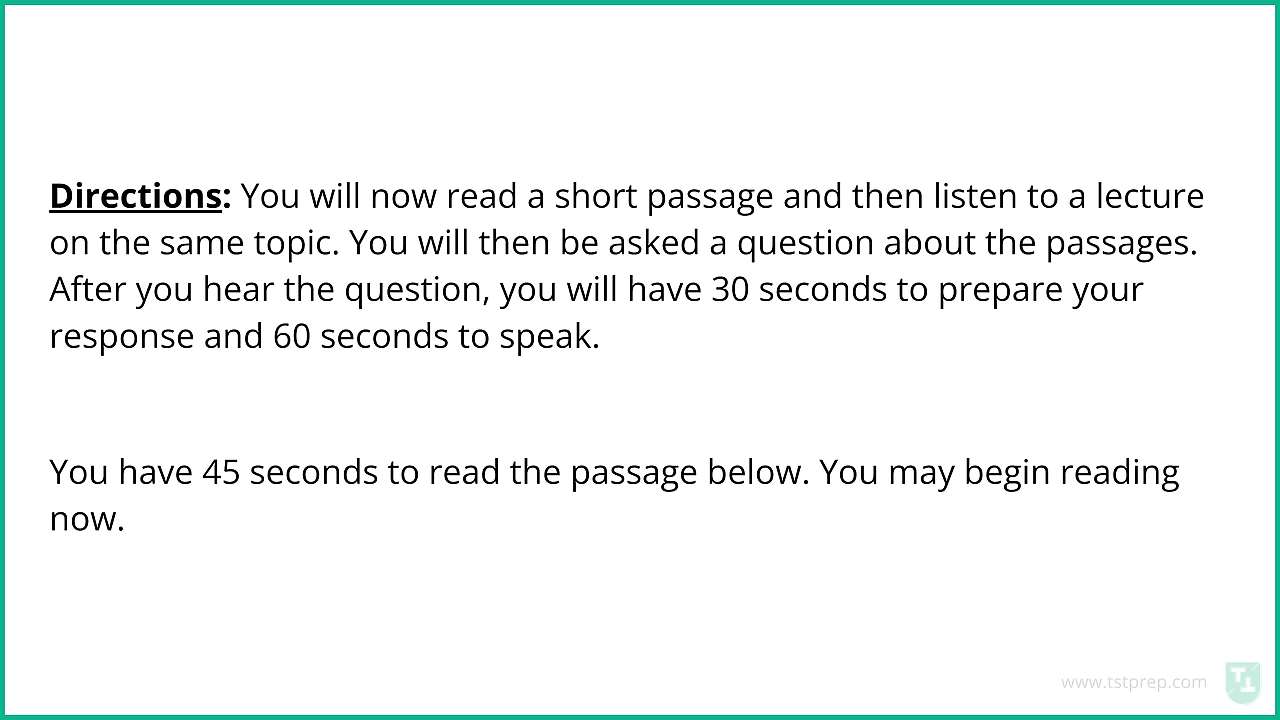 Directions: You will now read a short passage and then listen to a lecture
on the same topic. You will then be asked a question about the passages.
After you hear the question, you will have 30 seconds to prepare your
response and 60 seconds to speak.
You have 45 seconds to read the passage below. You may begin reading
now.
www.tstprep.com